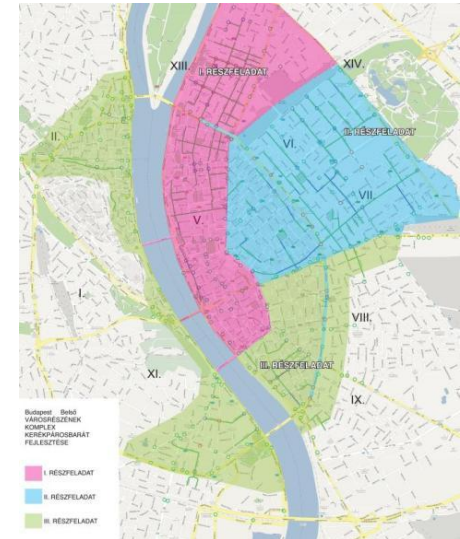 XIII.
I. RÉSZFELADAT
XIV.
II.
VI.
II. RÉSZFELADAT
VII.
V.
I.
VIII.
III. RÉSZFELADAT
XI.
IX.
Budapest Belső
VÁROSRÉSZÉNEK
KOMPLEX
KERÉKPÁROSBARÁT
FEJLESZTÉSE
I. RÉSZFELADAT
II. RÉSZFELADAT
III. RÉSZFELADAT